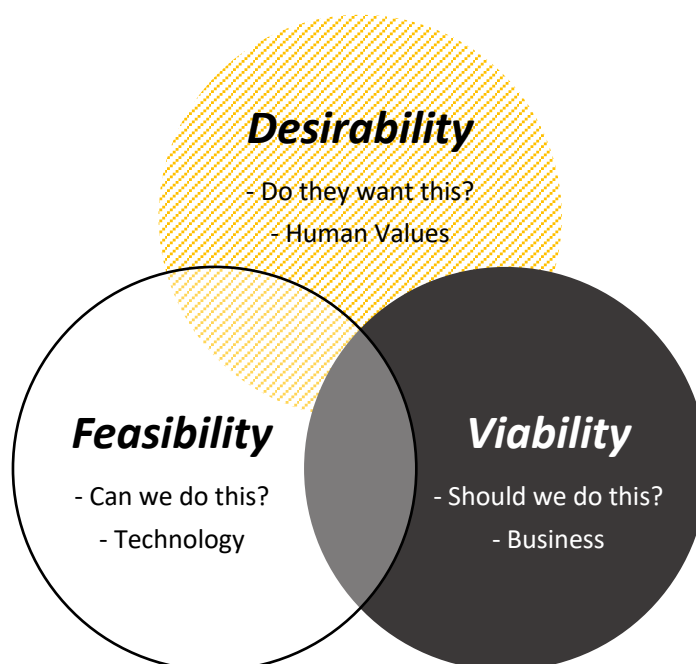 Desirability
- Do they want this?
- Human Values
Feasibility
- Can we do this?
- Technology
Viability
- Should we do this?
- Business